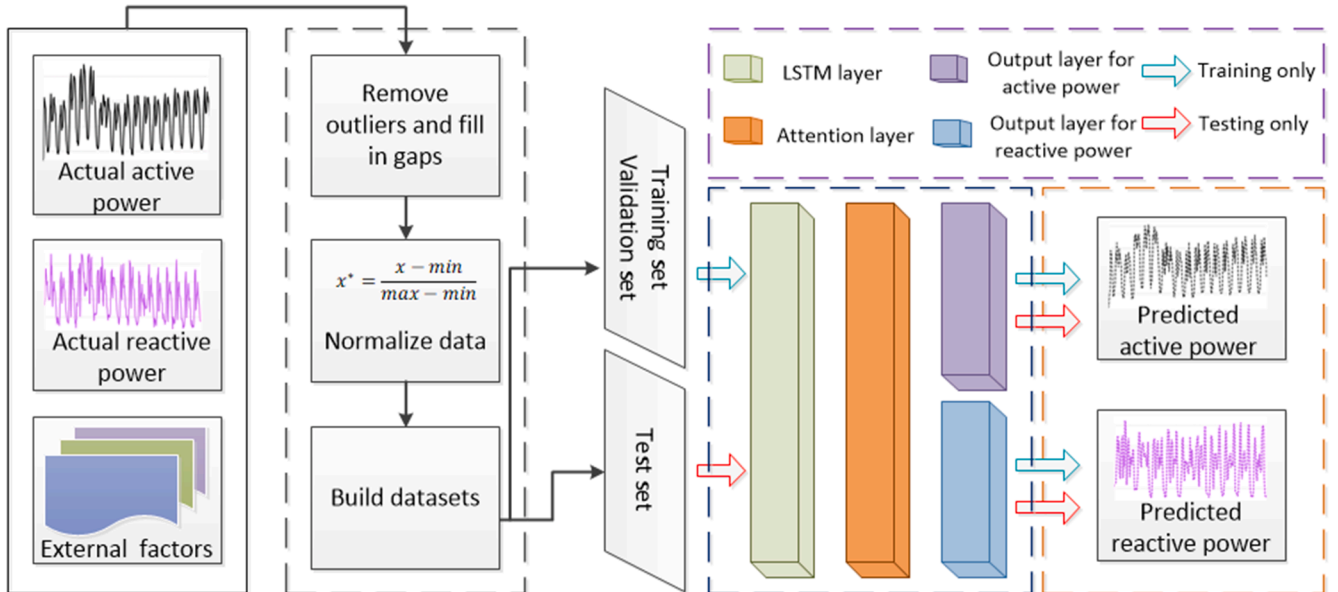 Actual active
power
Actual reactive
power
External factors
Remove
outliers and fill
in gaps
x* = x − min
max − min
Normalize data
Build datasets
Training set
Validation set
Test set
LSTM layer
Attention layer
Output layer for
active power
Output layer for
reactive power
Training only
Testing only
Predicted
active power
Predicted
reactive power